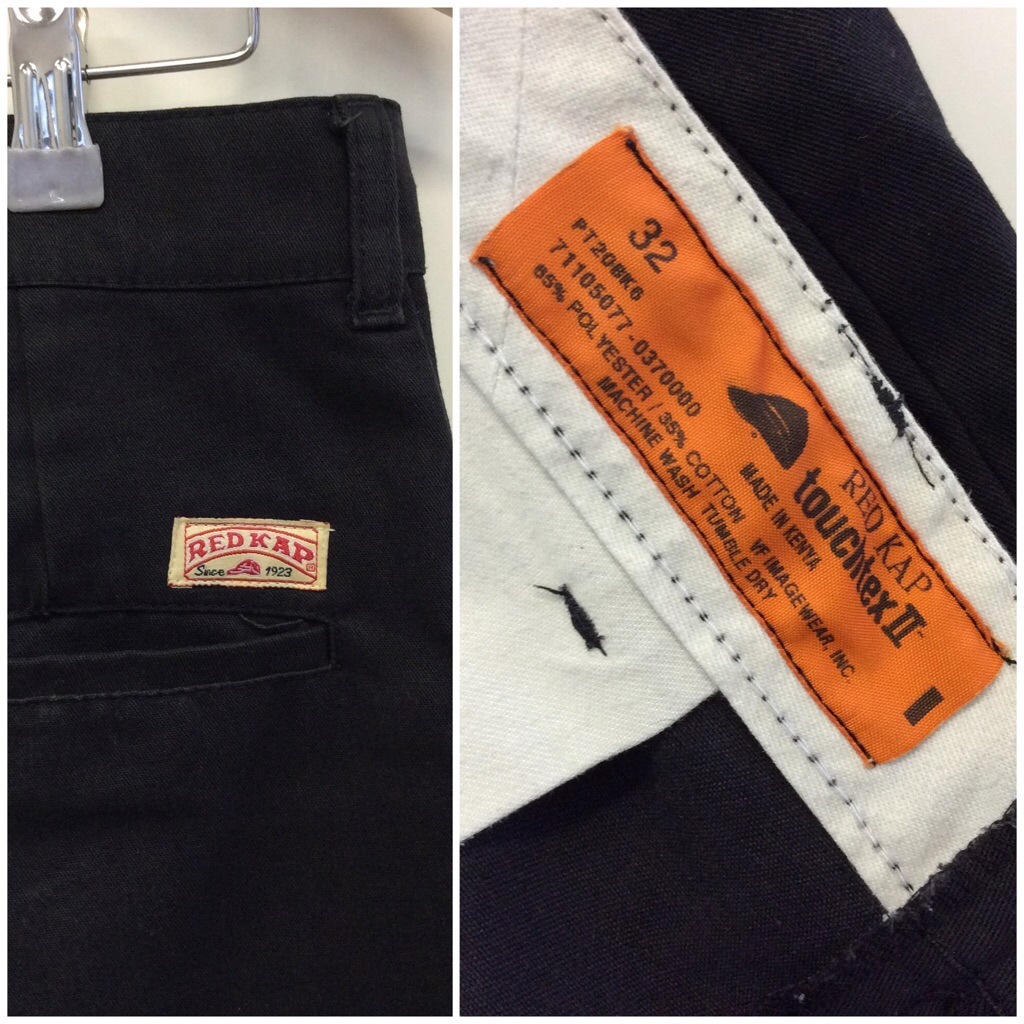 RED KAP
Since 1923
32
PT20BK6
71105077-0370000
65% POLYESTER / 35% COTTON
MACHINE WASH TUMBLE DRY
RED KAP
touchtex II™
MADE IN KENYA
VF IMAGEWEAR, INC